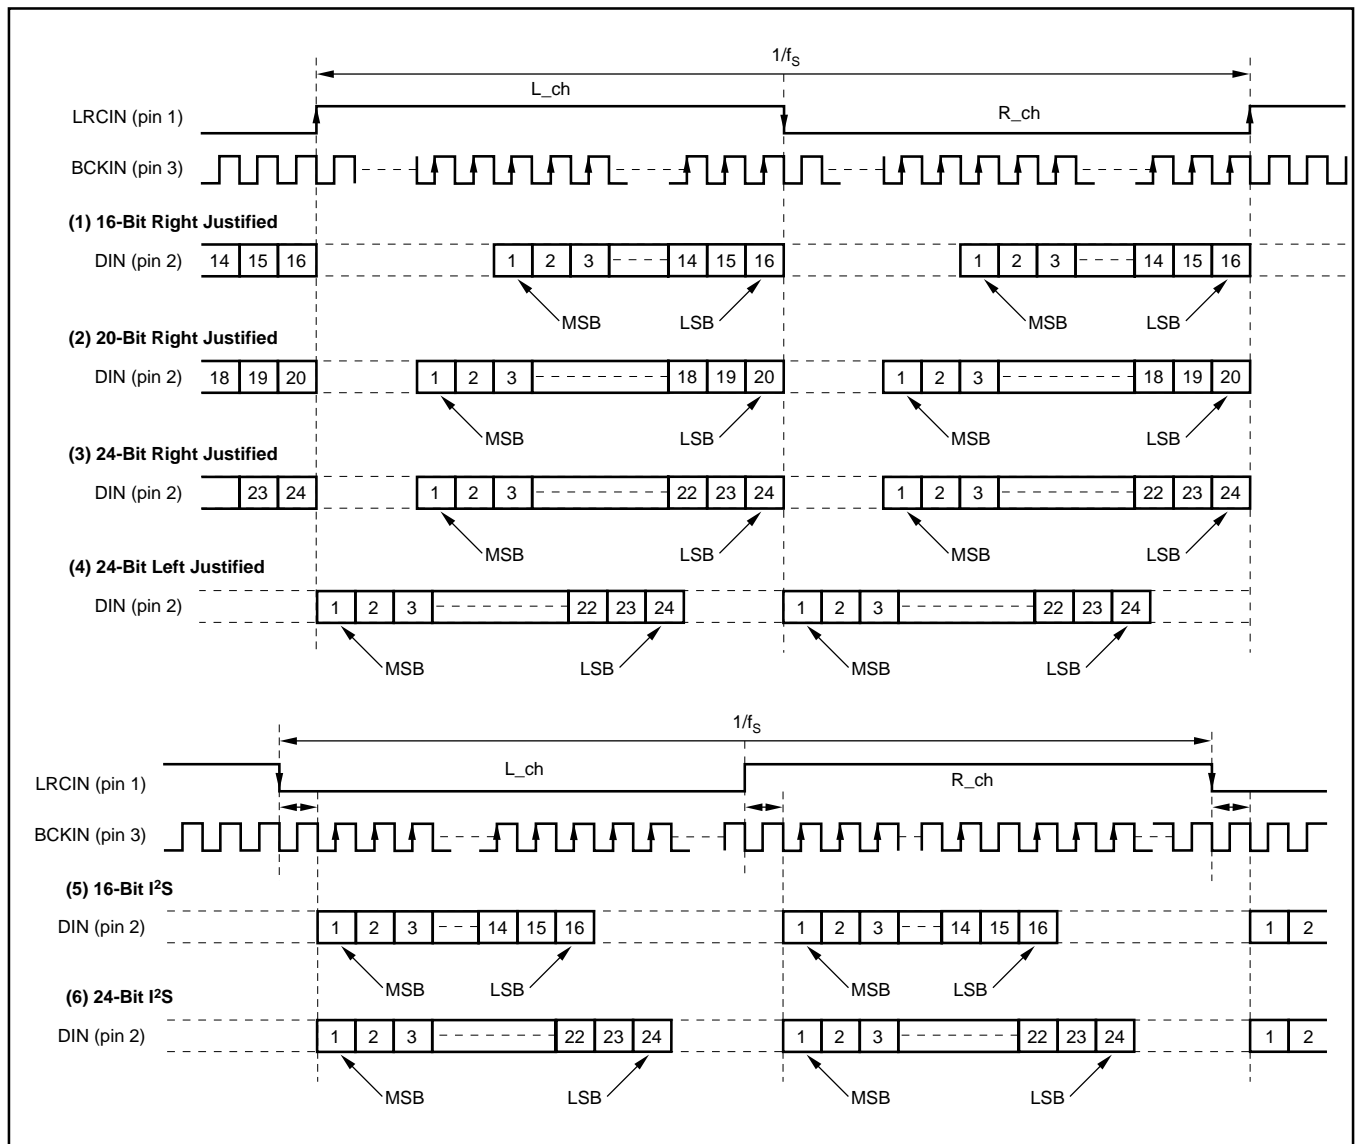 1/fS
L_ch
R_ch
LRCIN (pin 1)
BCKIN (pin 3)
(1) 16-Bit Right Justified
DIN (pin 2) 14 15 16 1 2 3 14 15 16 1 2 3 14 15 16
MSB LSB MSB LSB
(2) 20-Bit Right Justified
DIN (pin 2) 18 19 20 1 2 3 18 19 20 1 2 3 18 19 20
MSB LSB MSB LSB
(3) 24-Bit Right Justified
DIN (pin 2) 23 24 1 2 3 22 23 24 1 2 3 22 23 24
MSB LSB MSB LSB
(4) 24-Bit Left Justified
DIN (pin 2) 1 2 3 22 23 24 1 2 3 22 23 24
MSB LSB MSB LSB
1/fS
L_ch
R_ch
LRCIN (pin 1)
BCKIN (pin 3)
(5) 16-Bit I²S
DIN (pin 2) 1 2 3 14 15 16 1 2 3 14 15 16 1 2
MSB LSB MSB LSB
(6) 24-Bit I²S
DIN (pin 2) 1 2 3 22 23 24 1 2 3 22 23 24 1 2
MSB LSB MSB LSB